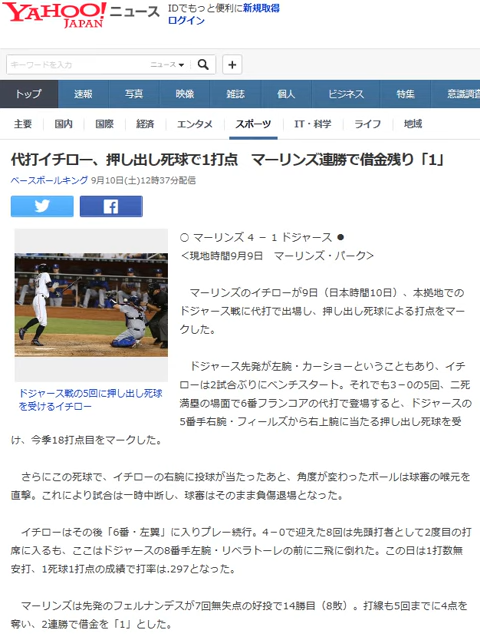 YAHOO! JAPAN ニュース
IDでもっと便利に新規取得
ログイン
キーワードを入力
ニュース
+
トップ 速報 写真 映像 雑誌 個人 ビジネス 特集 意識調査
主要 国内 国際 経済 エンタメ スポーツ IT・科学 ライフ 地域
代打イチロー、押し出し死球で1打点 マーリンズ連勝で借金残り「1」
ベースボールキング 9月10日(土)12時37分配信
○ マーリンズ 4 － 1 ドジャース ●
＜現地時間9月9日 マーリンズ・パーク＞
マーリンズのイチローが9日（日本時間10日）、本拠地での
ドジャース戦に代打で出場し、押し出し死球による打点をマー
クした。
ドジャース先発が左腕・カーショーということもあり、イチ
ローは2試合ぶりにベンチスタート。それでも3－0の5回、二死
満塁の場面で6番フランコアの代打で登場すると、ドジャースの
5番手右腕・フィールズから右上腕に当たる押し出し死球を受
け、今季18打点目をマークした。
ドジャース戦の5回に押し出し死球
を受けるイチロー
さらにこの死球で、イチローの右腕に投球が当たったあと、角度が変わったボールは球審の喉元を
直撃。これにより試合は一時中断し、球審はそのまま負傷退場となった。
イチローはその後「6番・左翼」に入りプレー続行。4－0で迎えた8回は先頭打者として2度目の打
席に入るも、ここはドジャースの8番手左腕・リベラトーレの前に二飛に倒れた。この日は1打数無
安打、1死球1打点の成績で打率は.297となった。
マーリンズは先発のフェルナンデスが7回無失点の好投で14勝目（8敗）。打線も5回までに4点を
奪い、2連勝で借金を「1」とした。